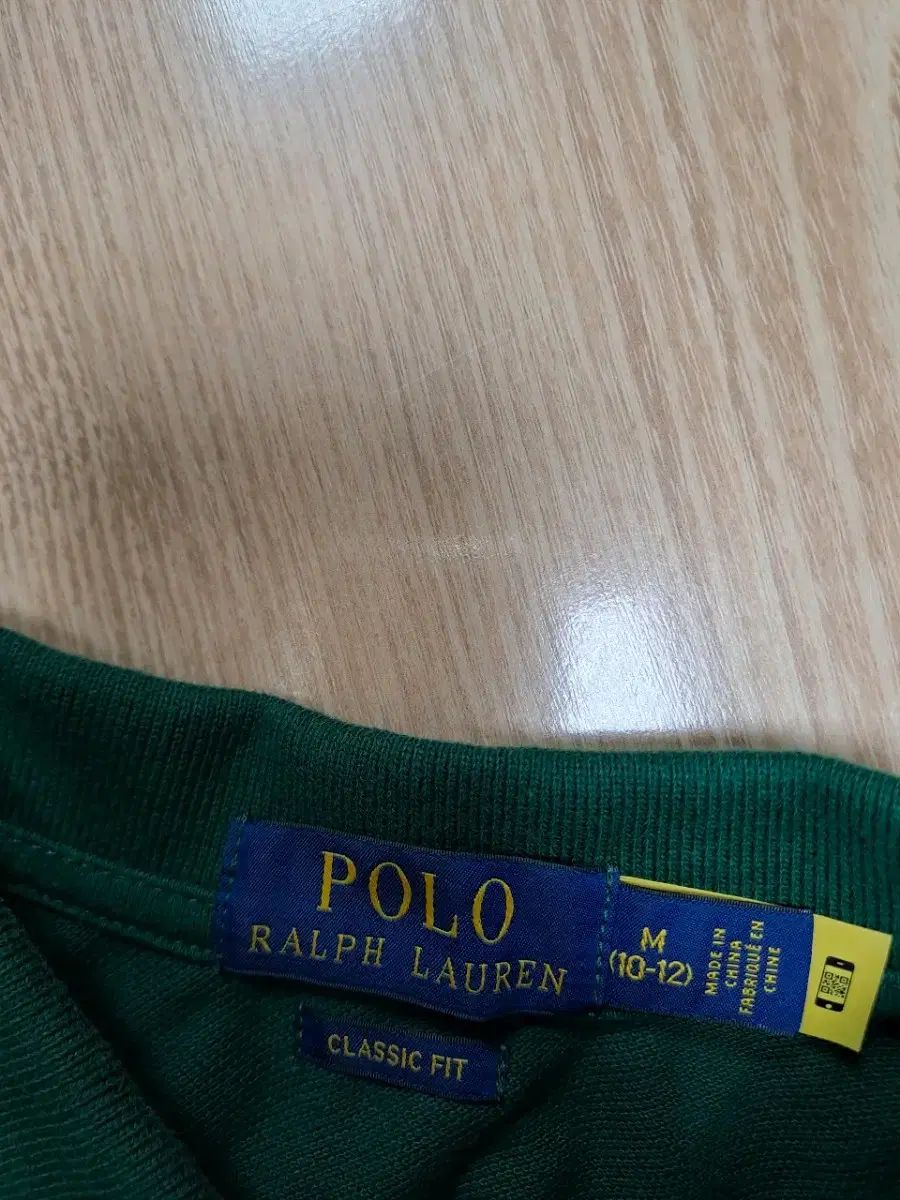 POLO
RALPH LAUREN
M
(10-12)
MADE IN
CHINA
FABRIQUÉ EN
CHINE
CLASSIC FIT